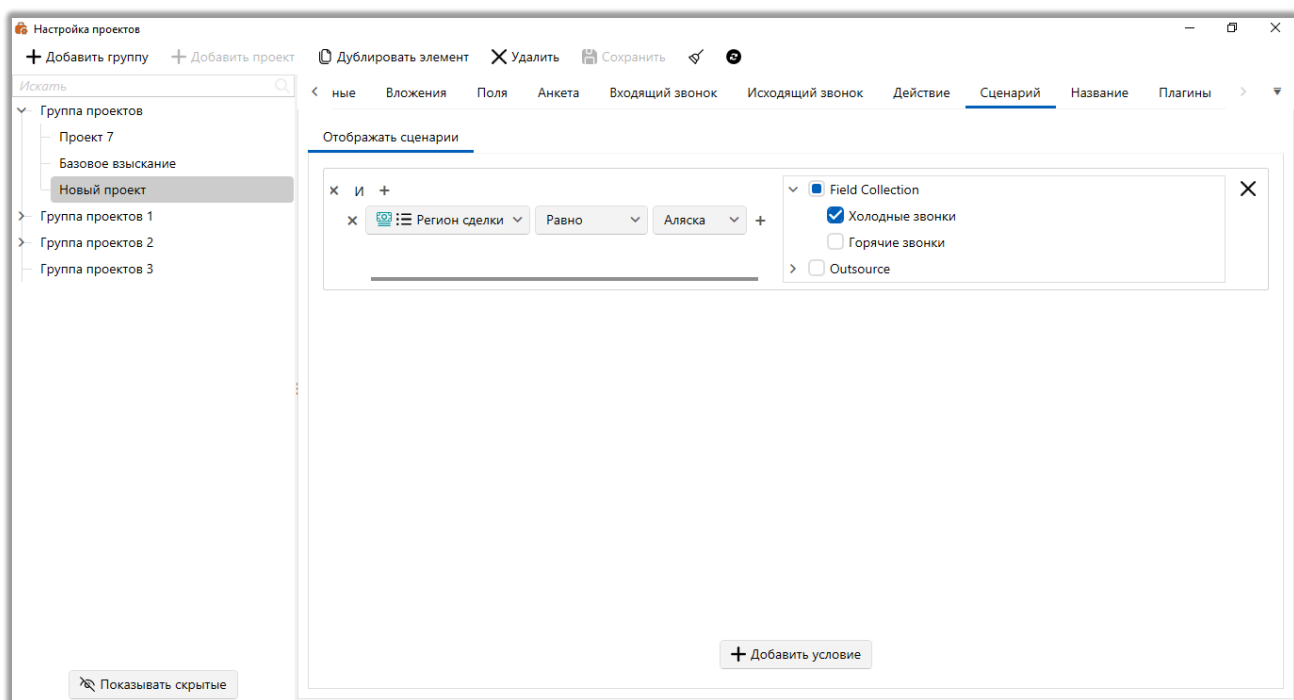 Настройка проектов
Добавить группу Добавить проект Дублировать элемент Удалить Сохранить
Искать
ные Вложения Поля Анкета Входящий звонок Исходящий звонок Действие Сценарий Название Плагины
Группа проектов
Проект 7
Базовое взыскание
Новый проект
Группа проектов 1
Группа проектов 2
Группа проектов 3
Показывать скрытые
Отображать сценарии
И
Регион сделки Равно Аляска
Field Collection
Холодные звонки
Горячие звонки
Outsource
Добавить условие